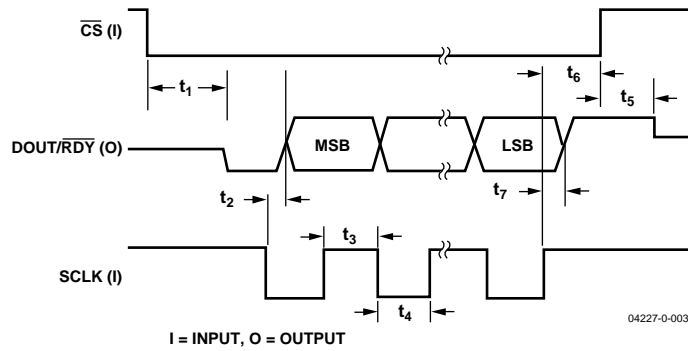 CS (I)
t1
t6
t5
DOUT/RDY (O)
MSB
LSB
t2
t7
t3
SCLK (I)
t4
04227-0-003
I = INPUT, O = OUTPUT